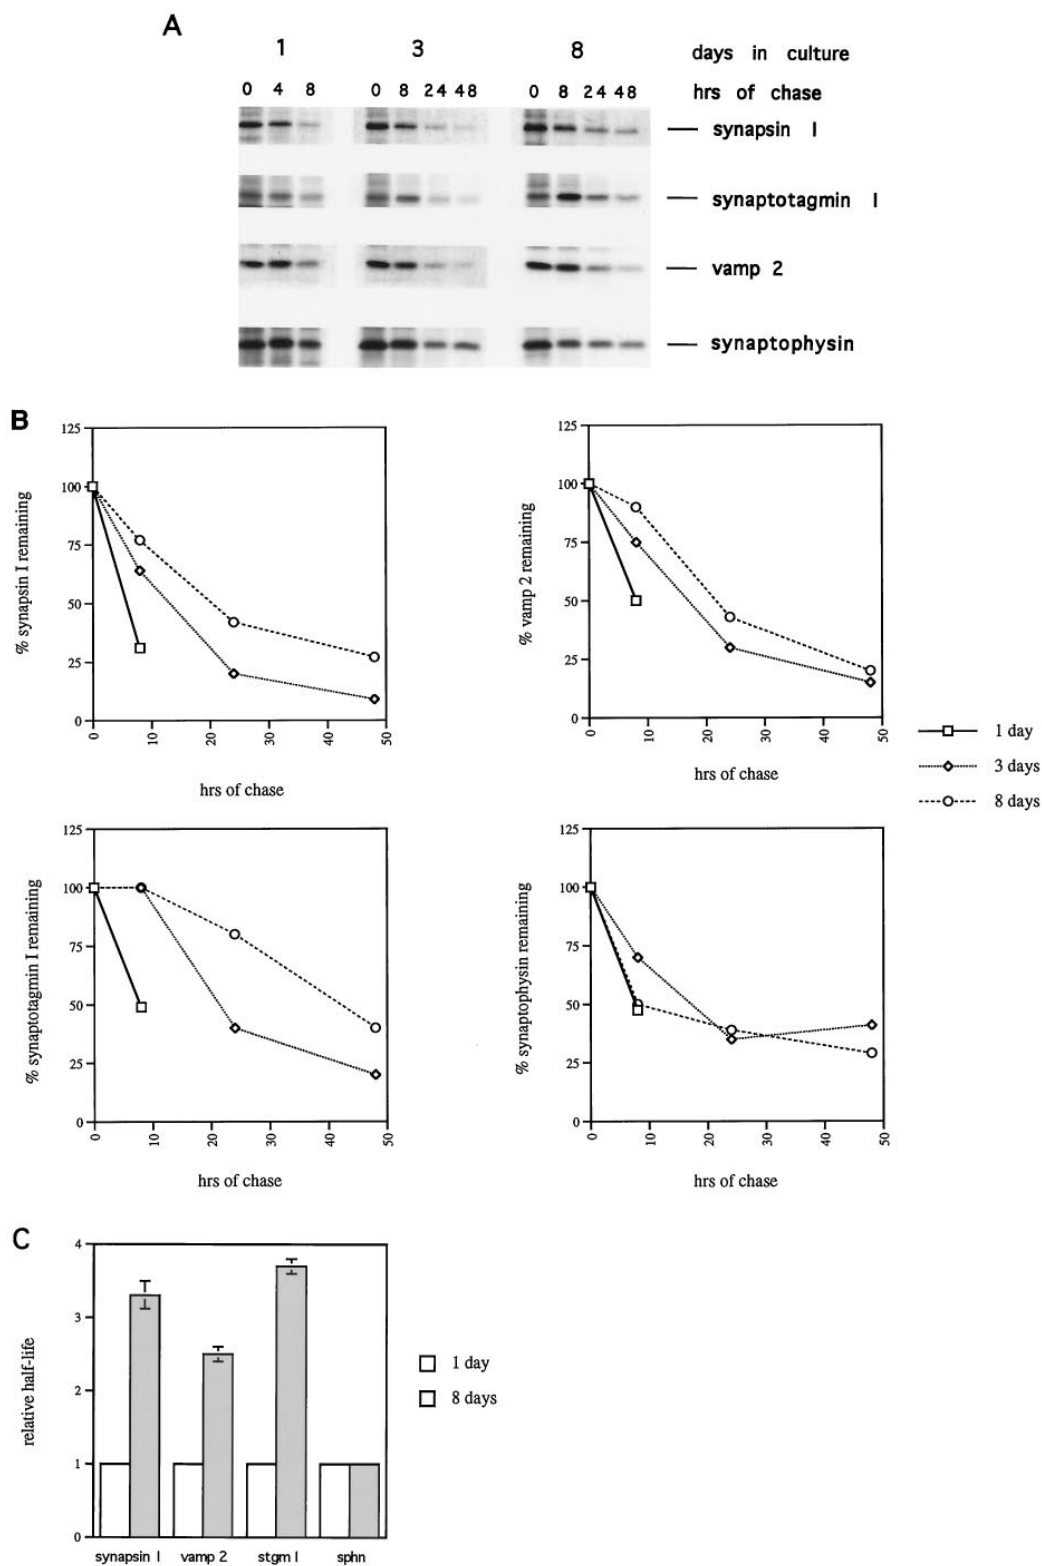 A
1 3 8 days in culture
0 4 8 0 8 24 48 0 8 24 48 hrs of chase
synapsin I
synaptotagmin I
vamp 2
synaptophysin
B
125
100
75
50
25
0
% synapsin I remaining
0 10 20 30 40 50
hrs of chase
125
100
75
50
25
0
% vamp 2 remaining
0 10 20 30 40 50
hrs of chase
1 day
3 days
8 days
125
100
75
50
25
0
% synaptotagmin I remaining
0 10 20 30 40 50
hrs of chase
125
100
75
50
25
0
% synaptophysin remaining
0 10 20 30 40 50
hrs of chase
C
4
3
2
1
0
relative half-life
synapsin I vamp 2 stgm I sphn
1 day
8 days